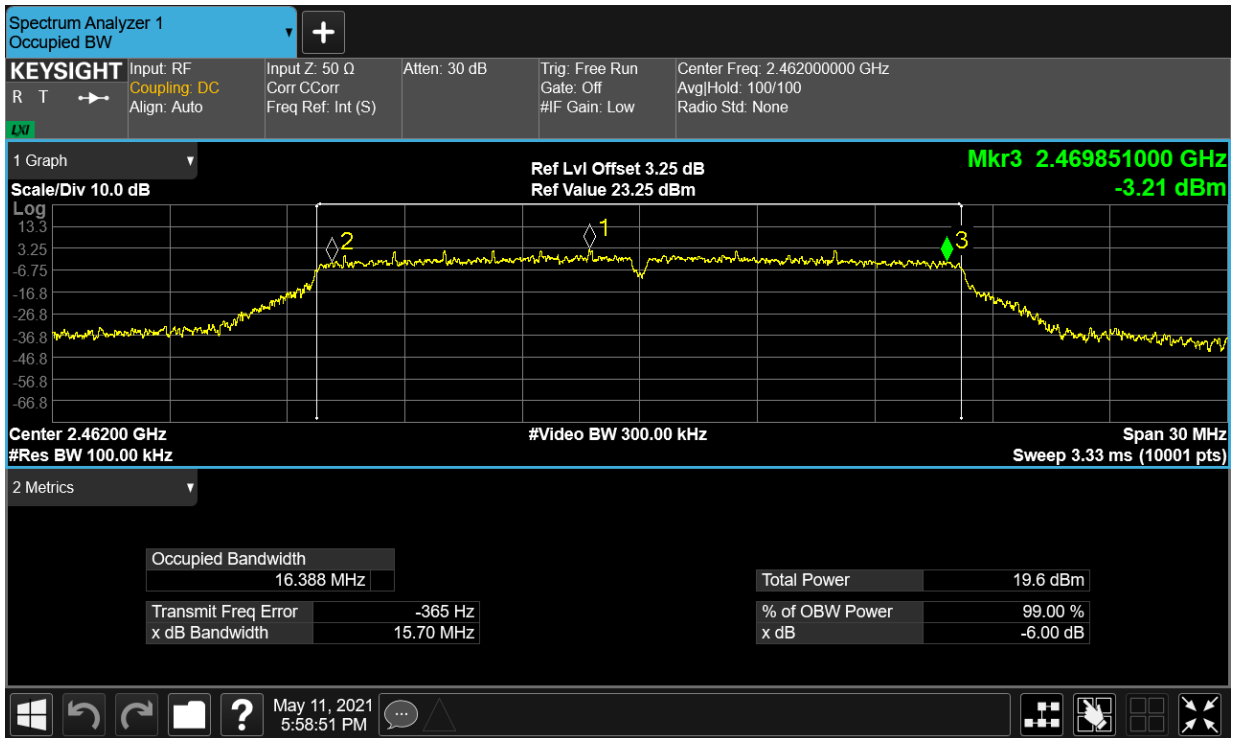 Spectrum Analyzer 1
Occupied BW
+
KEYSIGHT
R T
LXI
Input: RF
Coupling: DC
Align: Auto
Input Z: 50 Ω
Corr CCorr
Freq Ref: Int (S)
Atten: 30 dB
Trig: Free Run
Gate: Off
#IF Gain: Low
Center Freq: 2.462000000 GHz
Avg|Hold: 100/100
Radio Std: None
1 Graph
Ref Lvl Offset 3.25 dB
Mkr3 2.469851000 GHz
Scale/Div 10.0 dB
Ref Value 23.25 dBm
-3.21 dBm
Log
13.3
3.25
-6.75
-16.8
-26.8
-36.8
-46.8
-56.8
-66.8
2
1
3
Center 2.46200 GHz
#Video BW 300.00 kHz
Span 30 MHz
#Res BW 100.00 kHz
Sweep 3.33 ms (10001 pts)
2 Metrics
Occupied Bandwidth
16.388 MHz
Transmit Freq Error -365 Hz
x dB Bandwidth 15.70 MHz
Total Power 19.6 dBm
% of OBW Power 99.00 %
x dB -6.00 dB
?
May 11, 2021
5:58:51 PM